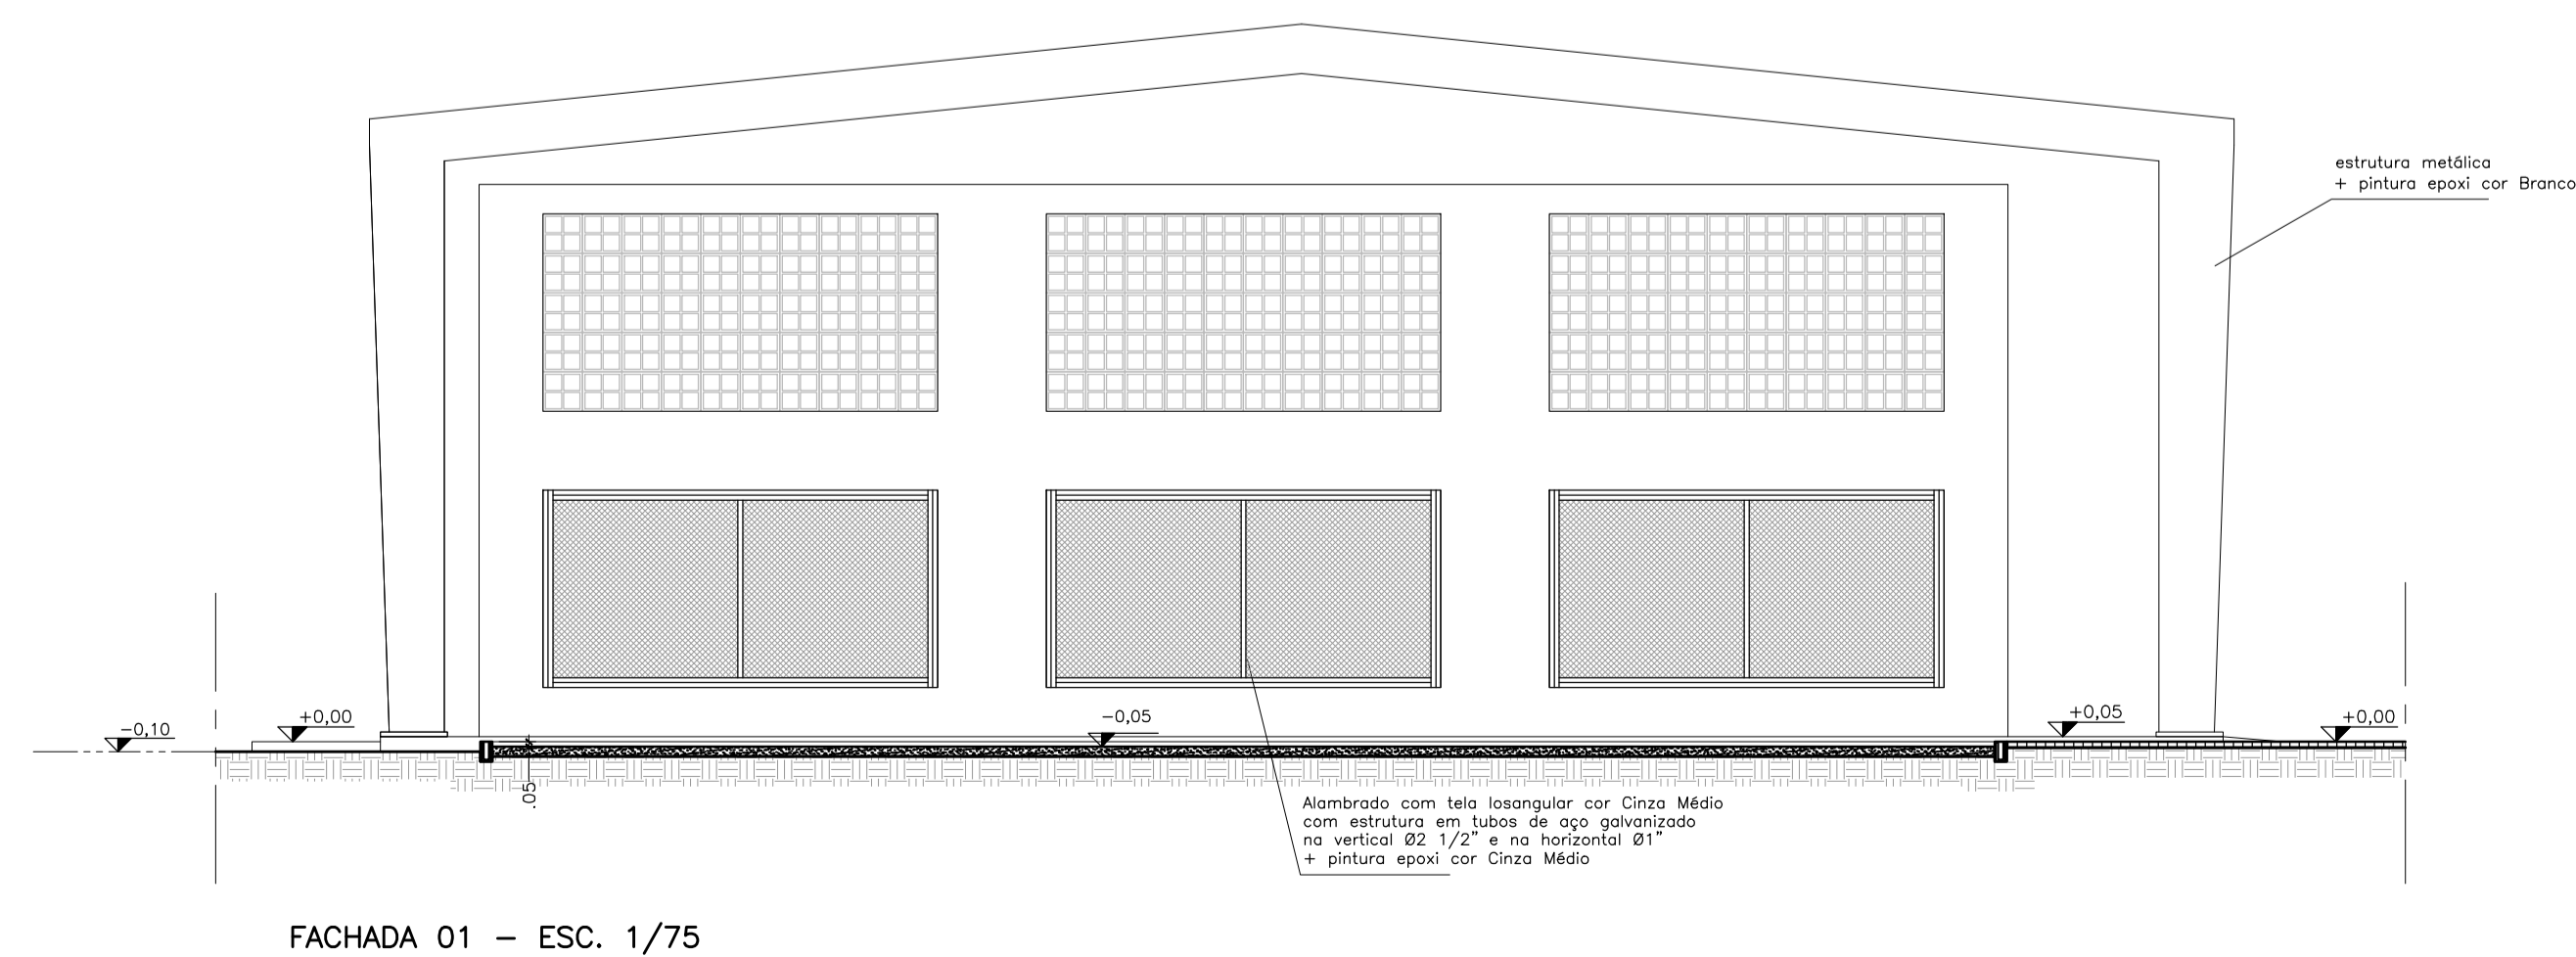 estrutura metálica
+ pintura epoxi cor Branco
-0,10
+0,00
-0,05
+0,05
+0,00
.05
Alambrado com tela losangular cor Cinza Médio
com estrutura em tubos de aço galvanizado
na vertical Ø2 1/2” e na horizontal Ø1”
+ pintura epoxi cor Cinza Médio
FACHADA 01 - ESC. 1/75